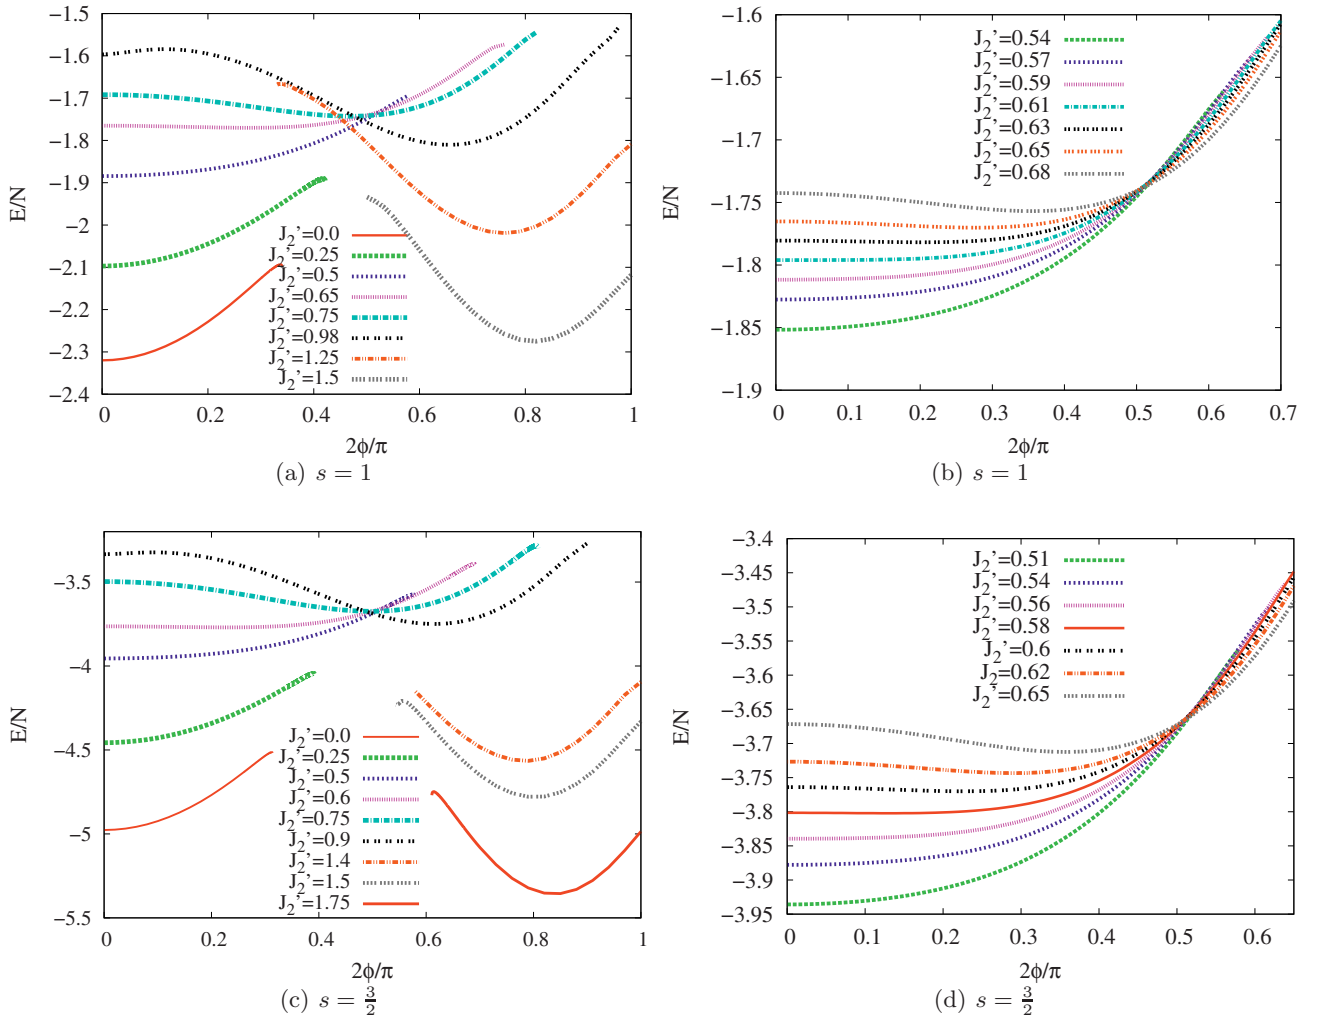 −1.5
−1.6
−1.7
−1.8
−1.9
−2
−2.1
−2.2
−2.3
−2.4
E/N
J2'=0.0
J2'=0.25
J2'=0.5
J2'=0.65
J2'=0.75
J2'=0.98
J2'=1.25
J2'=1.5
0 0.2 0.4 0.6 0.8 1
2ϕ/π
(a) s = 1
−1.6
−1.65
−1.7
−1.75
−1.8
−1.85
−1.9
E/N
J2'=0.54
J2'=0.57
J2'=0.59
J2'=0.61
J2'=0.63
J2'=0.65
J2'=0.68
0 0.1 0.2 0.3 0.4 0.5 0.6 0.7
2ϕ/π
(b) s = 1
−3.5
−4
−4.5
−5
−5.5
E/N
J2'=0.0
J2'=0.25
J2'=0.5
J2'=0.6
J2'=0.75
J2'=0.9
J2'=1.4
J2'=1.5
J2'=1.75
0 0.2 0.4 0.6 0.8 1
2ϕ/π
(c) s = 3/2
−3.4
−3.45
−3.5
−3.55
−3.6
−3.65
−3.7
−3.75
−3.8
−3.85
−3.9
−3.95
E/N
J2'=0.51
J2'=0.54
J2'=0.56
J2'=0.58
J2'=0.6
J2=0.62
J2'=0.65
0 0.1 0.2 0.3 0.4 0.5 0.6
2ϕ/π
(d) s = 3/2